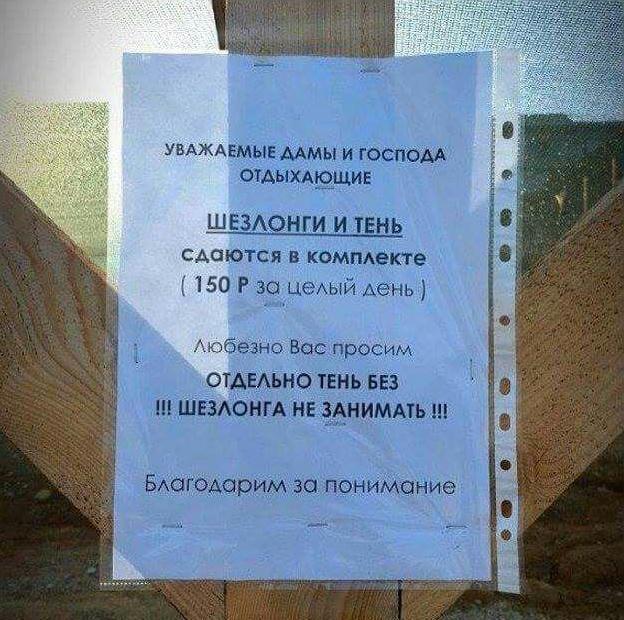 УВАЖАЕМЫЕ ДАМЫ И ГОСПОДА
ОТДЫХАЮЩИЕ
ШЕЗЛОНГИ И ТЕНЬ
сдаются в комплекте
( 150 Р за целый день )
Любезно Вас просим
ОТДЕЛЬНО ТЕНЬ БЕЗ
!!! ШЕЗЛОНГА НЕ ЗАНИМАТЬ !!!
Благодарим за понимание